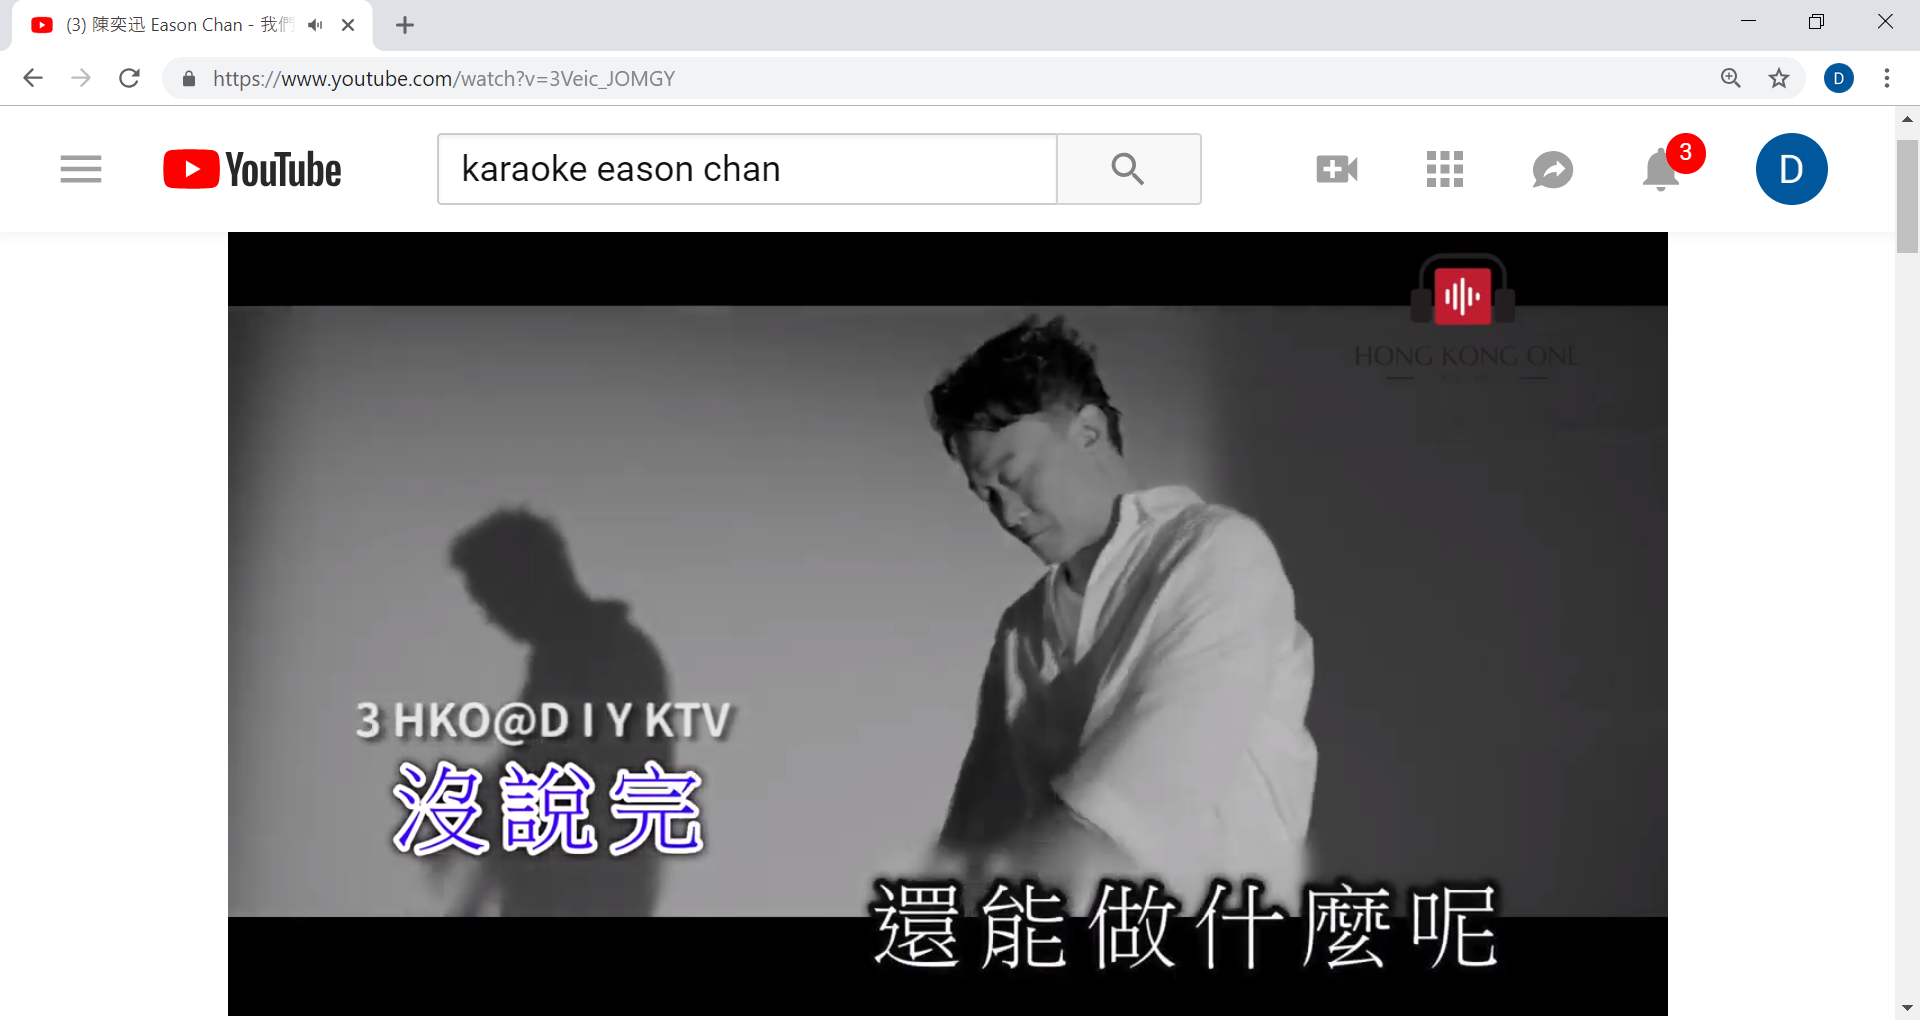 (3) 陳奕迅 Eason Chan - 我們
https://www.youtube.com/watch?v=3Veic_JOMGY
D
YouTube
karaoke eason chan
3
D
HONG KONG ONE
3 HKO@D I Y KTV
沒說完
還能做什麼呢